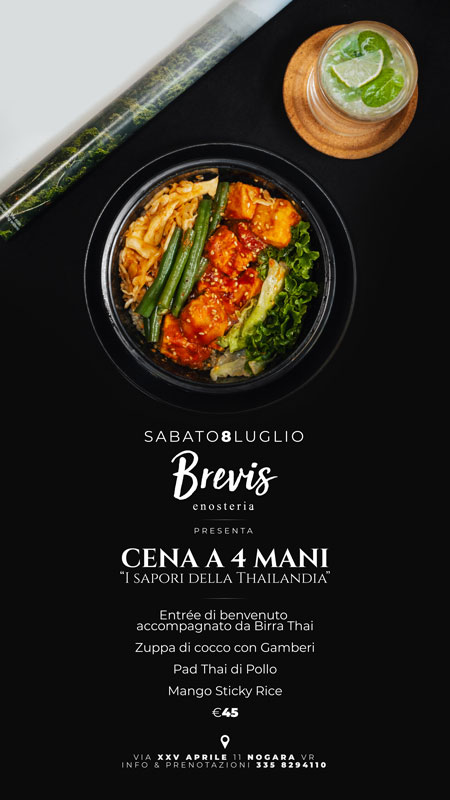 SABATO8LUGLIO
Brevis
enosteria
PRESENTA
CENA A 4 MANI
“I SAPORI DELLA THAILANDIA”
Entrée di benvenuto
accompagnato da Birra Thai
Zuppa di cocco con Gamberi
Pad Thai di Pollo
Mango Sticky Rice
€45
VIA XXV APRILE 11 NOGARA VR
INFO & PRENOTAZIONI 335 8294110